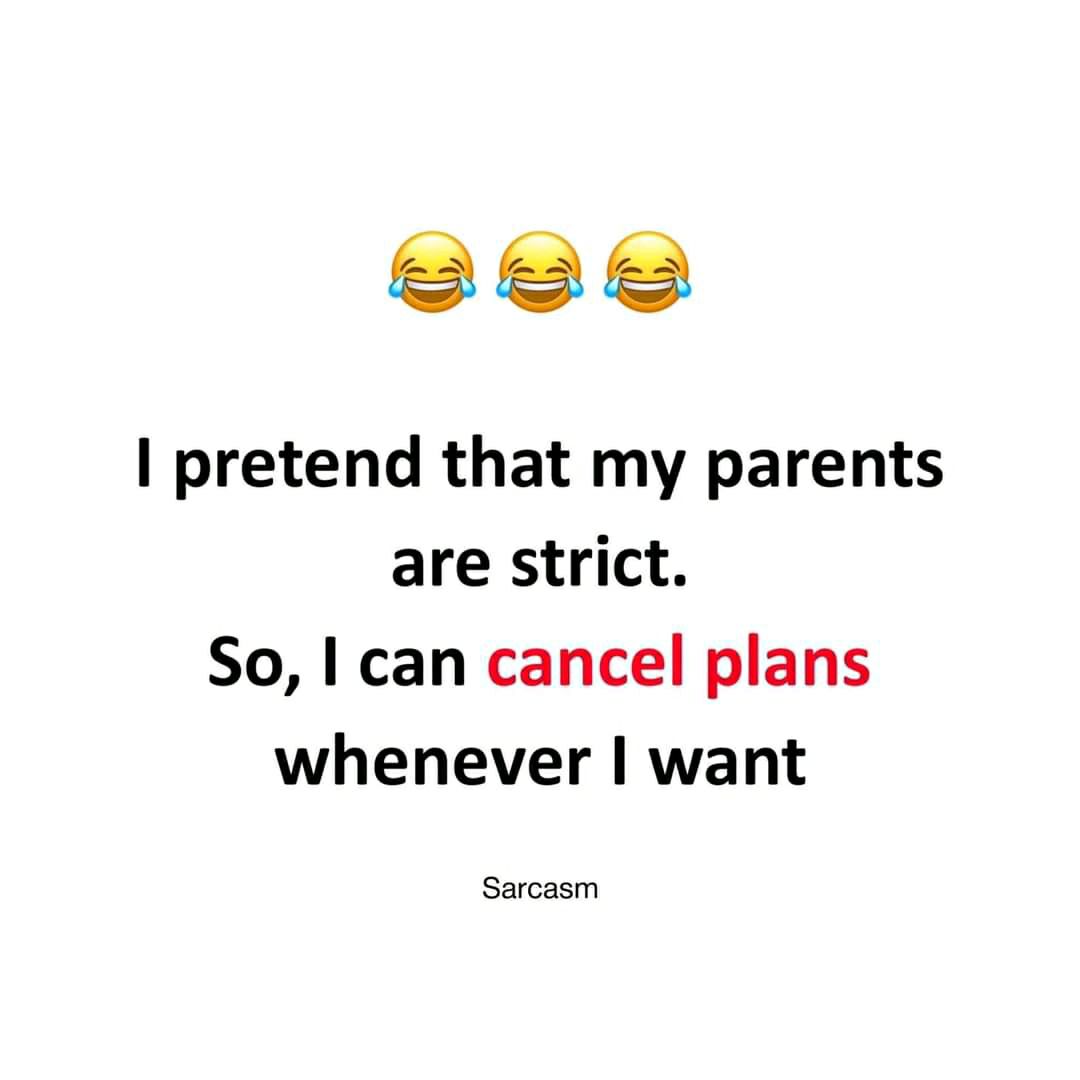 😂 😂 😂
I pretend that my parents
are strict.
So, I can cancel plans
whenever I want
Sarcasm